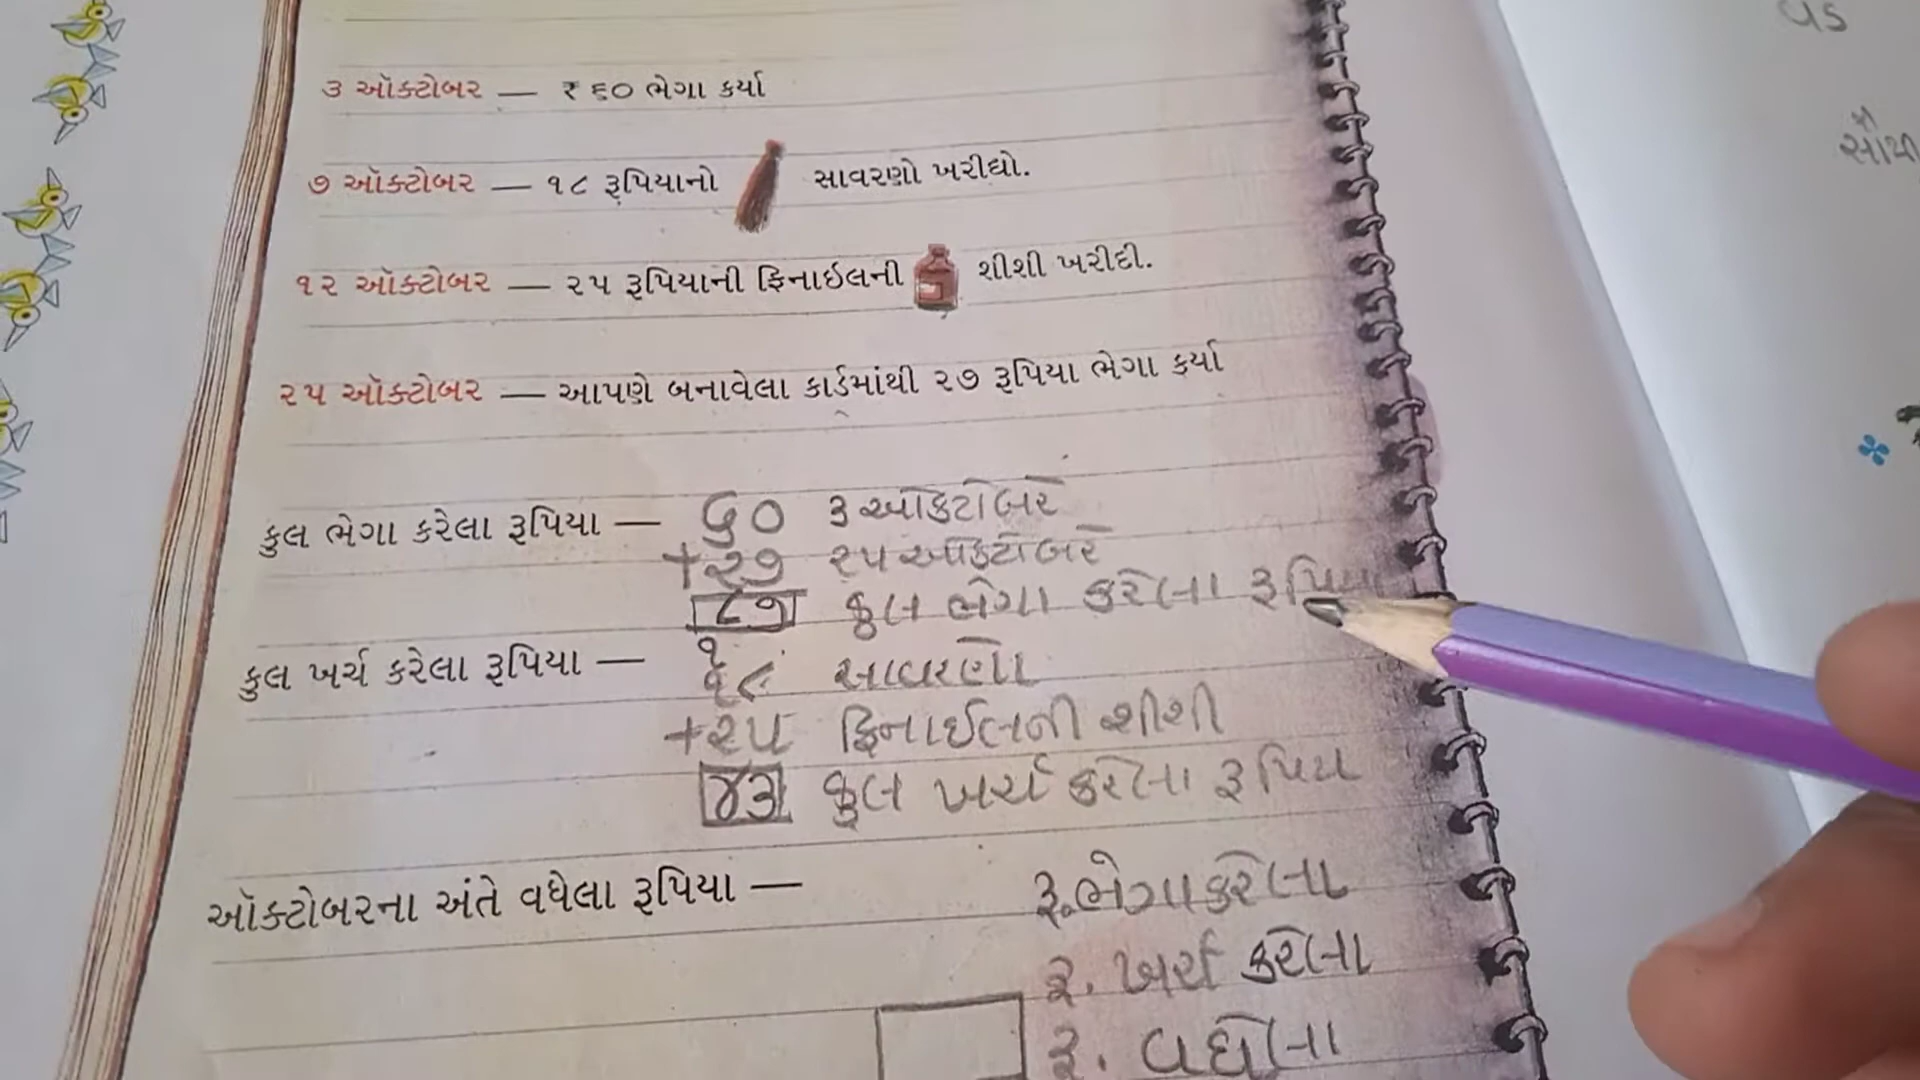 વડ
૩ ઑક્ટોબર — ₹ ૬૦ ભેગા કર્યા
૭ ઑક્ટોબર — ૧૮ રૂપિયાનો સાવરણો ખરીદ્યો.
૧૨ ઑક્ટોબર — ૨૫ રૂપિયાની ફિનાઇલની શીશી ખરીદી.
૨૫ ઑક્ટોબર — આપણે બનાવેલા કાર્ડમાંથી ૨૭ રૂપિયા ભેગા કર્યા
કુલ ભેગા કરેલા રૂપિયા — ૬૦ ૩ ઓક્ટોબરે
+૨૭ ૨૫ ઓક્ટોબરે
૮૭ કુલ ભેગા કરેલા રૂપિયા
કુલ ખર્ચ કરેલા રૂપિયા — ૧
૧૮ સાવરણો
+૨૫ ફિનાઈલની શીશી
૪૩ કુલ ખર્ચ કરેલા રૂપિયા
ઑક્ટોબરના અંતે વધેલા રૂપિયા — રૂ. ભેગા કરેલા
રૂ. ખર્ચ કરેલા
રૂ. વધેલા